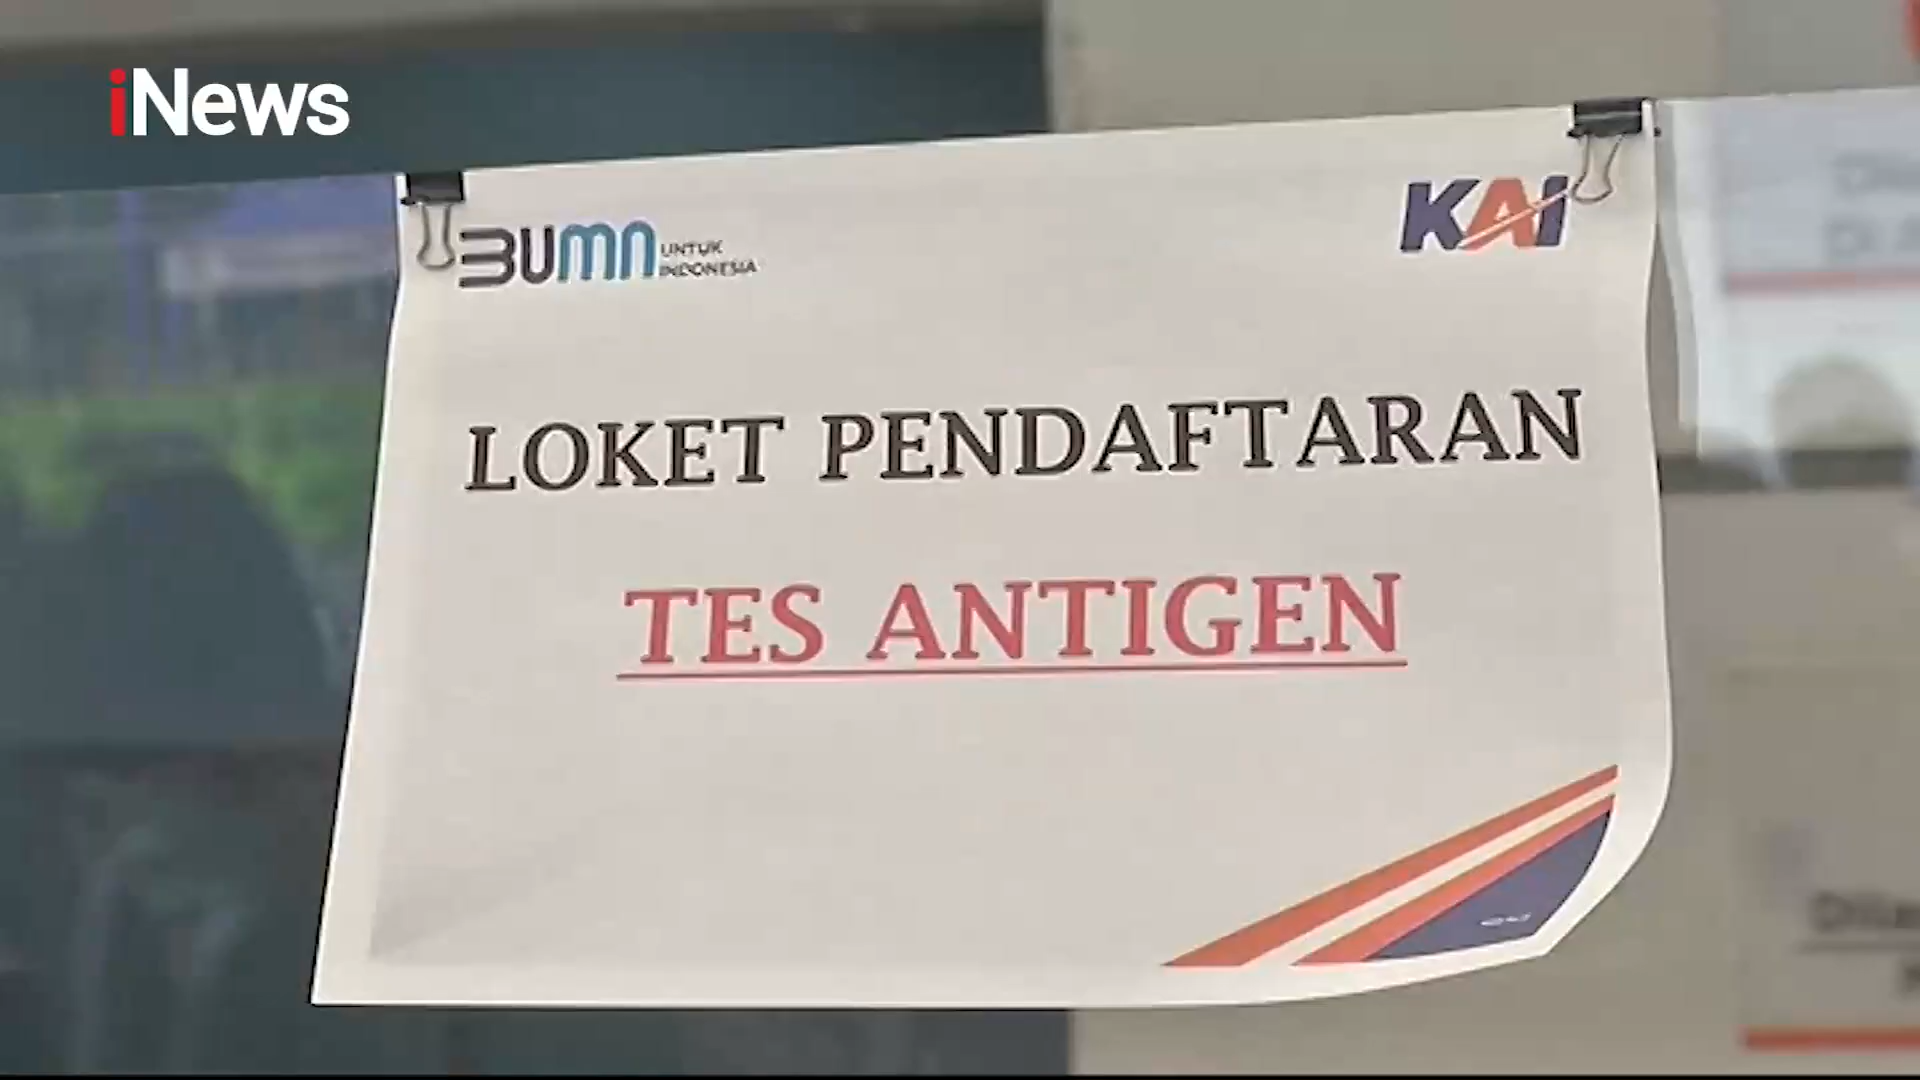 iNews
BUMN UNTUK
INDONESIA
KAI
LOKET PENDAFTARAN
TES ANTIGEN